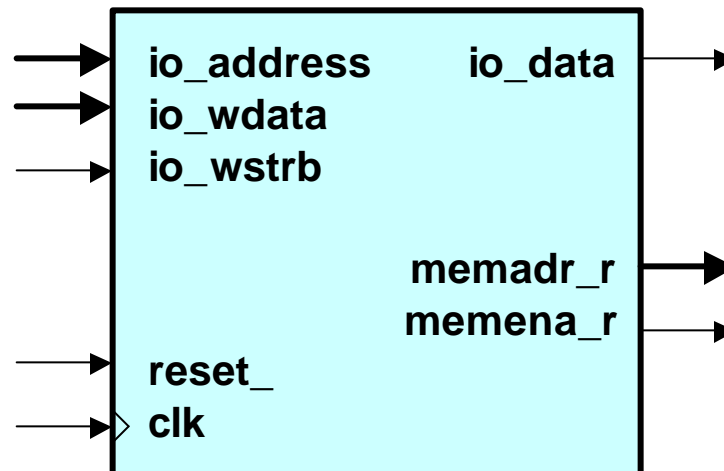 io_address io_data
io_wdata
io_wstrb
memadr_r
memena_r
reset_
clk